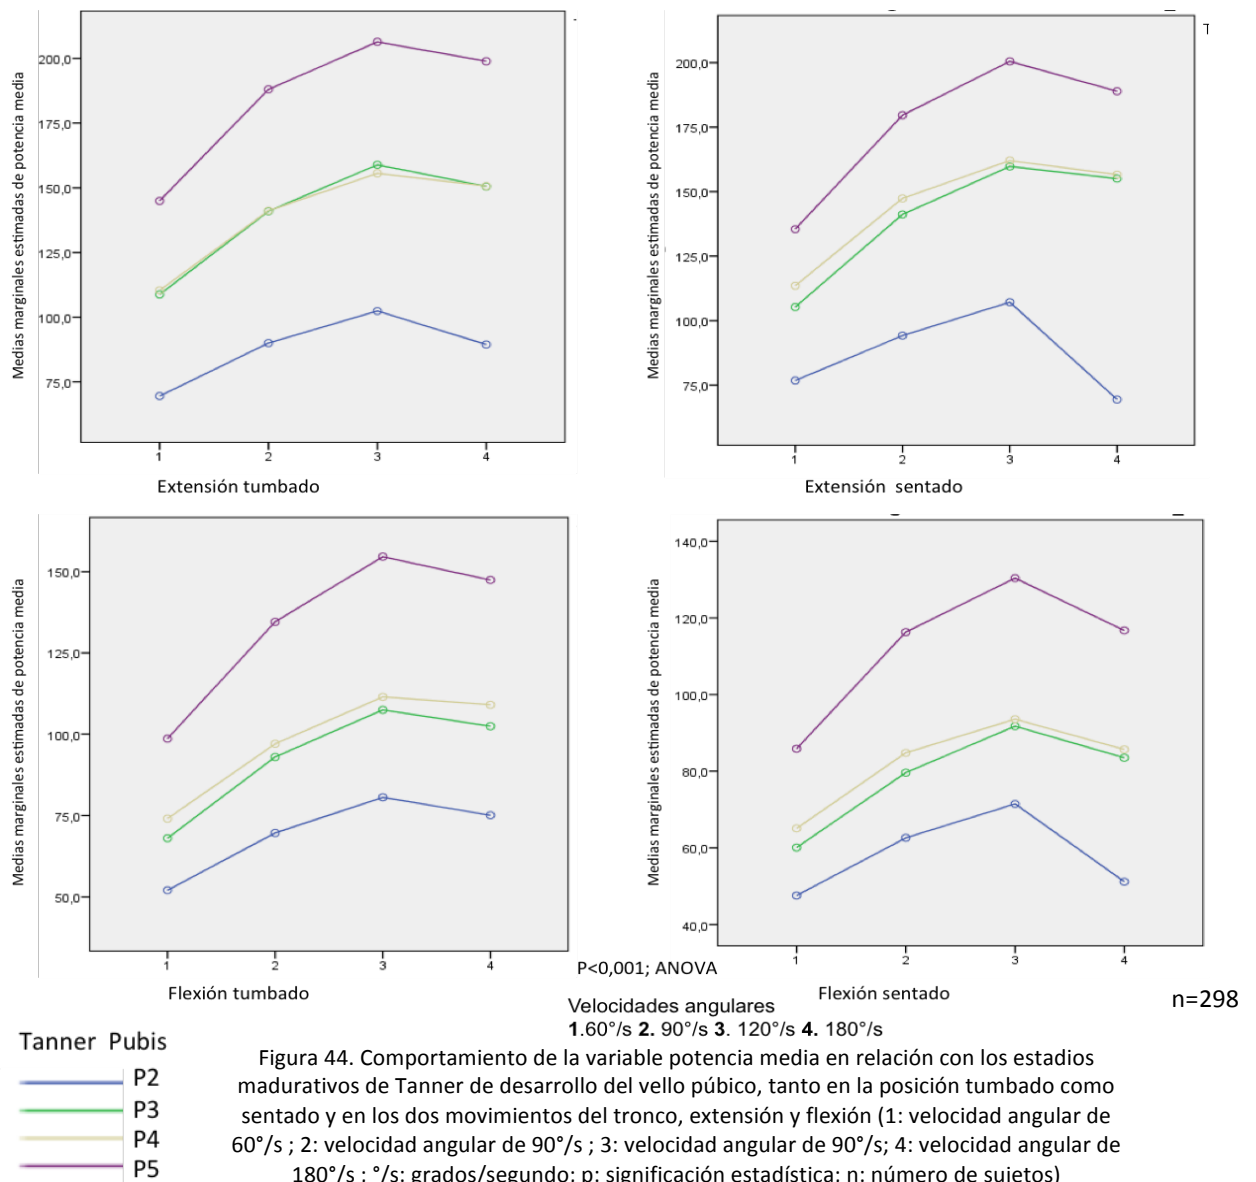 Medias marginales estimadas de potencia media
200,0
175,0
150,0
125,0
100,0
75,0
1 2 3 4
Extensión tumbado
Medias marginales estimadas de potencia media
200,0
175,0
150,0
125,0
100,0
75,0
1 2 3 4
Extensión sentado
Medias marginales estimadas de potencia media
150,0
125,0
100,0
75,0
50,0
1 2 3 4
Flexión tumbado
Medias marginales estimadas de potencia media
140,0
120,0
100,0
80,0
60,0
40,0
1 2 3 4
Flexión sentado
P<0,001; ANOVA
n=298
Velocidades angulares
1.60°/s 2. 90°/s 3. 120°/s 4. 180°/s
Tanner Pubis
P2
P3
P4
P5
Figura 44. Comportamiento de la variable potencia media en relación con los estadios
madurativos de Tanner de desarrollo del vello púbico, tanto en la posición tumbado como
sentado y en los dos movimientos del tronco, extensión y flexión (1: velocidad angular de
60°/s ; 2: velocidad angular de 90°/s ; 3: velocidad angular de 90°/s; 4: velocidad angular de
180°/s ; °/s: grados/segundo; p: significación estadística; n: número de sujetos)